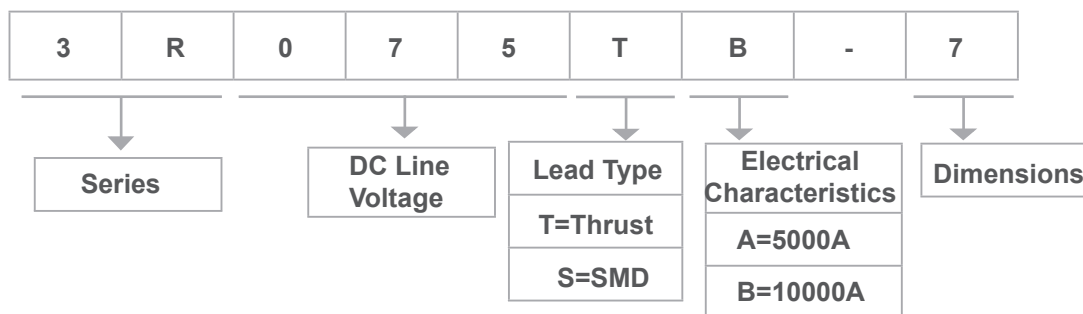 3 R 0 7 5 T B - 7
Series
DC Line
Voltage
Lead Type
T=Thrust
S=SMD
Electrical
Characteristics
A=5000A
B=10000A
Dimensions